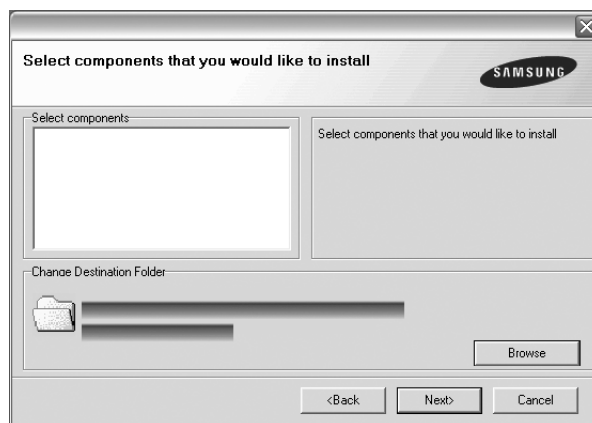 Select components that you would like to install
SAMSUNG
Select components
Select components that you would like to install
Change Destination Folder
Browse
<Back
Next>
Cancel